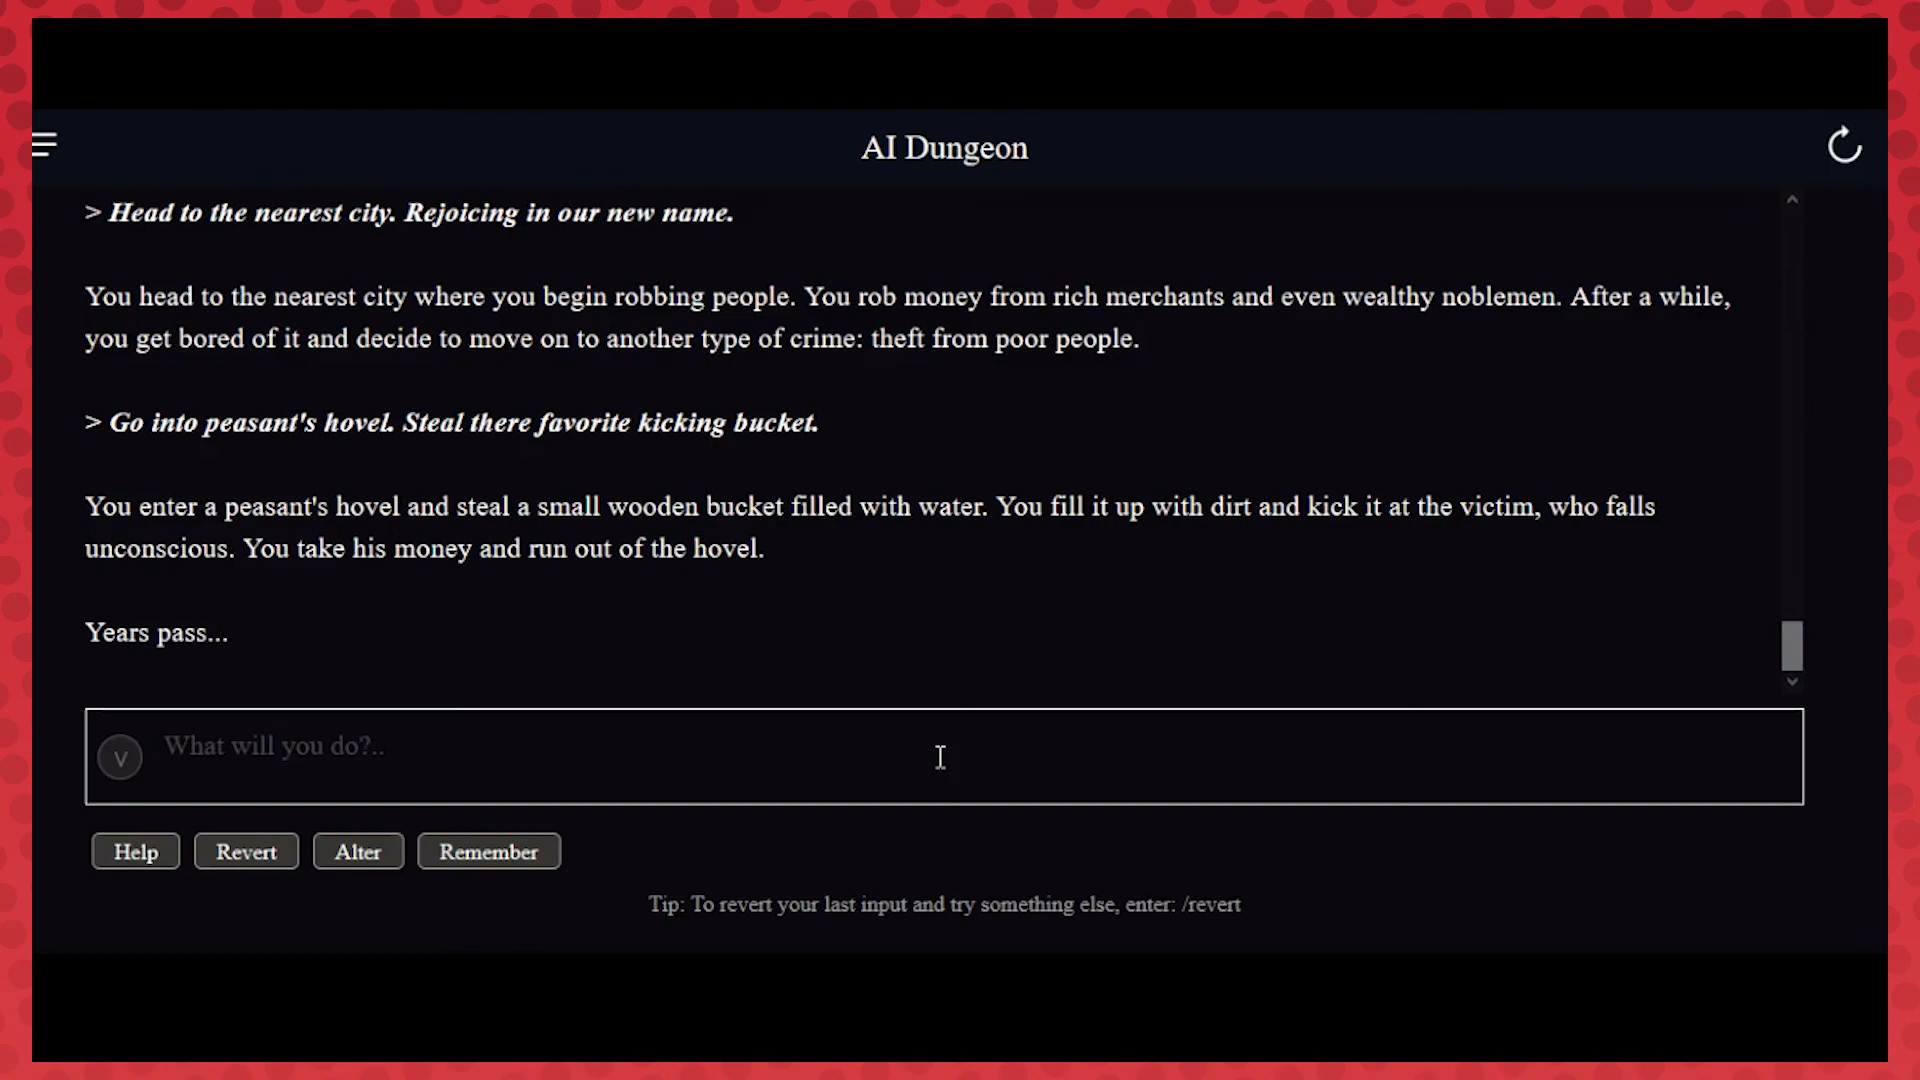 AI Dungeon
> Head to the nearest city. Rejoicing in our new name.
You head to the nearest city where you begin robbing people. You rob money from rich merchants and even wealthy noblemen. After a while,
you get bored of it and decide to move on to another type of crime: theft from poor people.
> Go into peasant's hovel. Steal there favorite kicking bucket.
You enter a peasant's hovel and steal a small wooden bucket filled with water. You fill it up with dirt and kick it at the victim, who falls
unconscious. You take his money and run out of the hovel.
Years pass...
V What will you do?..
Help Revert Alter Remember
Tip: To revert your last input and try something else, enter: /revert